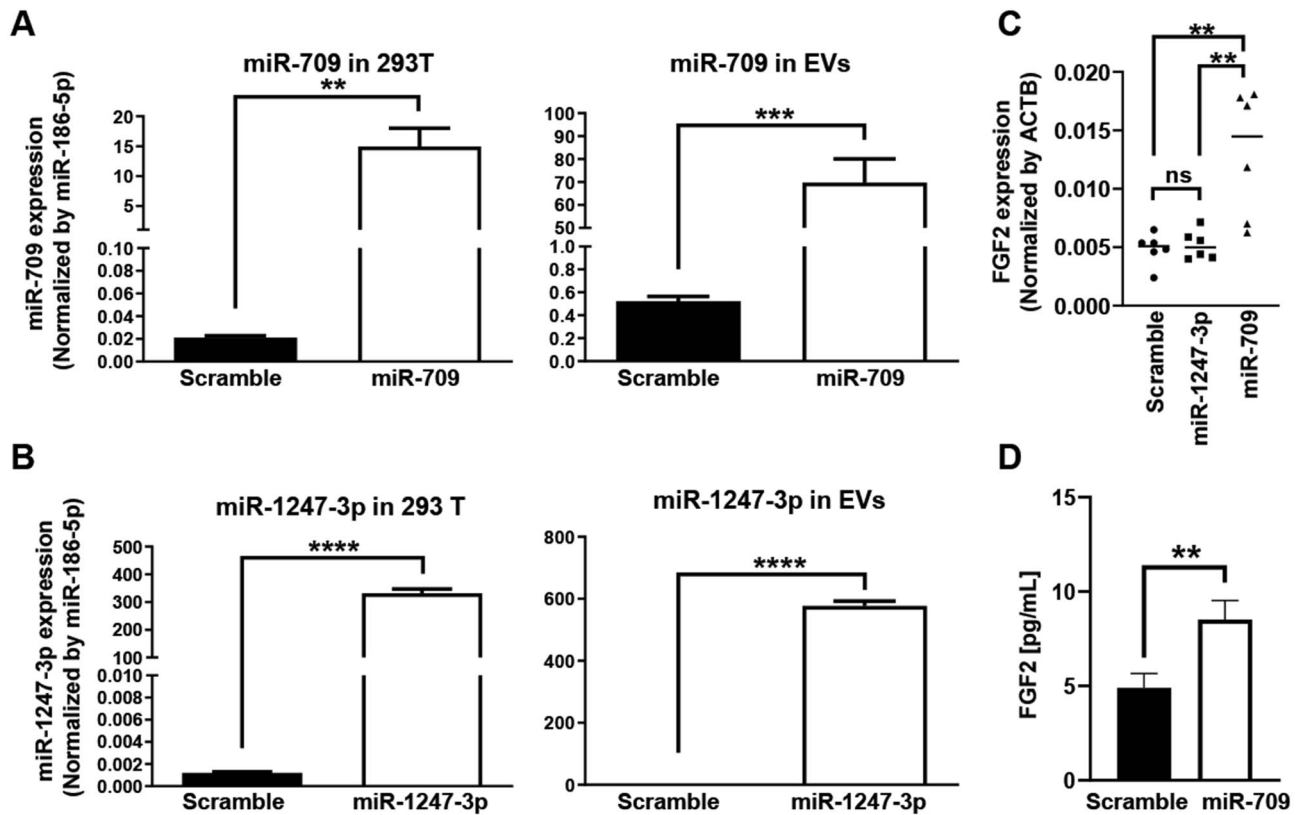 A
miR-709 in 293T
**
miR-709 expression
(Normalized by miR-186-5p)
20
15
10
5
0.10
0.08
0.06
0.04
0.02
0.00
Scramble
miR-709
miR-709 in EVs
***
100
90
80
70
60
50
1.0
0.8
0.6
0.4
0.2
0.0
Scramble
miR-709
B
miR-1247-3p in 293 T
****
miR-1247-3p expression
(Normalized by miR-186-5p)
500
400
300
200
100
0.010
0.008
0.006
0.004
0.002
0.000
Scramble
miR-1247-3p
miR-1247-3p in EVs
****
800
600
400
200
0
Scramble
miR-1247-3p
C
**
**
ns
FGF2 expression
(Normalized by ACTB)
0.020
0.015
0.010
0.005
0.000
Scramble
miR-1247-3p
miR-709
D
**
FGF2 [pg/mL]
15
10
5
0
Scramble
miR-709